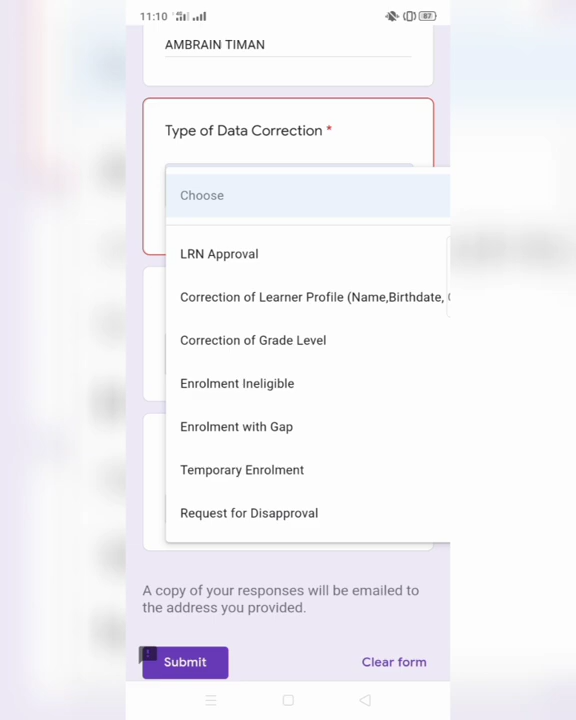 11:10
87
AMBRAIN TIMAN
Type of Data Correction *
Choose
LRN Approval
Correction of Learner Profile (Name,Birthdate,
Correction of Grade Level
Enrolment Ineligible
Enrolment with Gap
Temporary Enrolment
Request for Disapproval
A copy of your responses will be emailed to
the address you provided.
Submit
Clear form